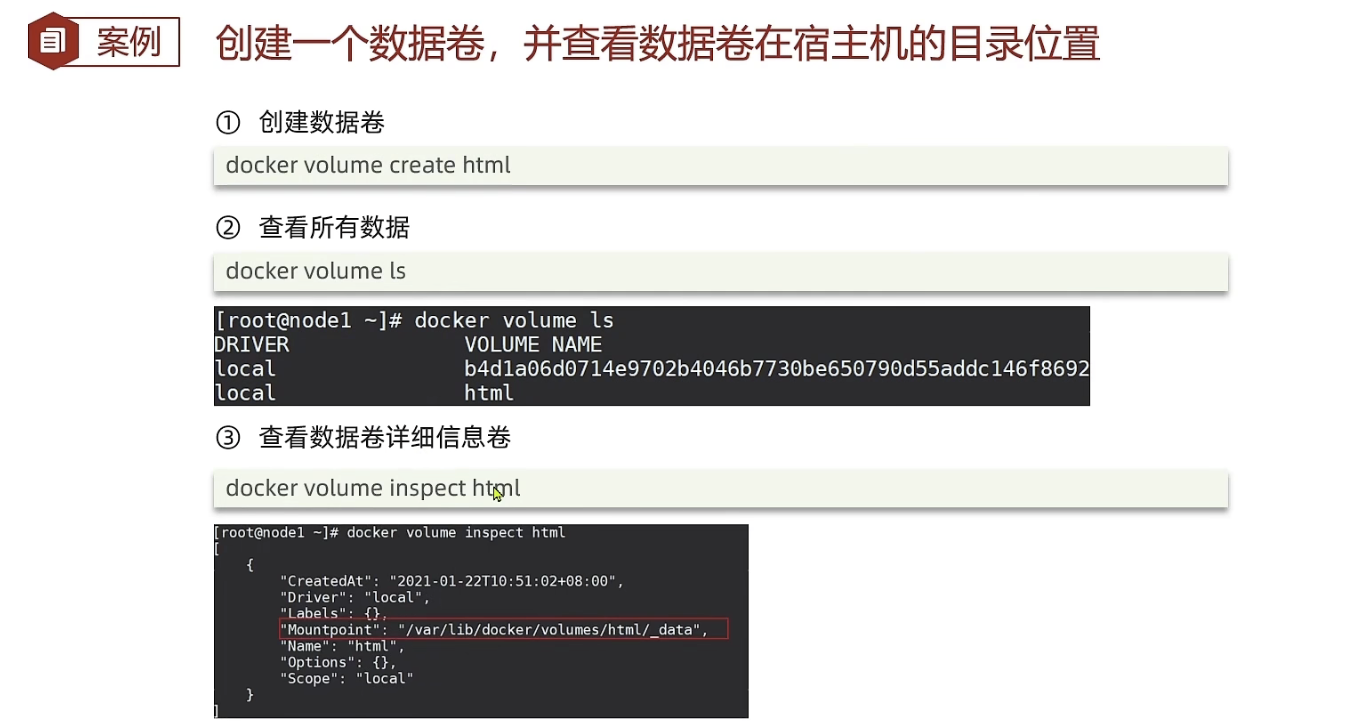 案例
创建一个数据卷，并查看数据卷在宿主机的目录位置
① 创建数据卷
docker volume create html
② 查看所有数据
docker volume ls
[root@node1 ~]# docker volume ls
DRIVER VOLUME NAME
local b4d1a06d0714e9702b4046b7730be650790d55addc146f8692
local html
③ 查看数据卷详细信息卷
docker volume inspect html
[root@node1 ~]# docker volume inspect html
[
{
"CreatedAt": "2021-01-22T10:51:02+08:00",
"Driver": "local",
"Labels": {},
"Mountpoint": "/var/lib/docker/volumes/html/_data",
"Name": "html",
"Options": {},
"Scope": "local"
}
]